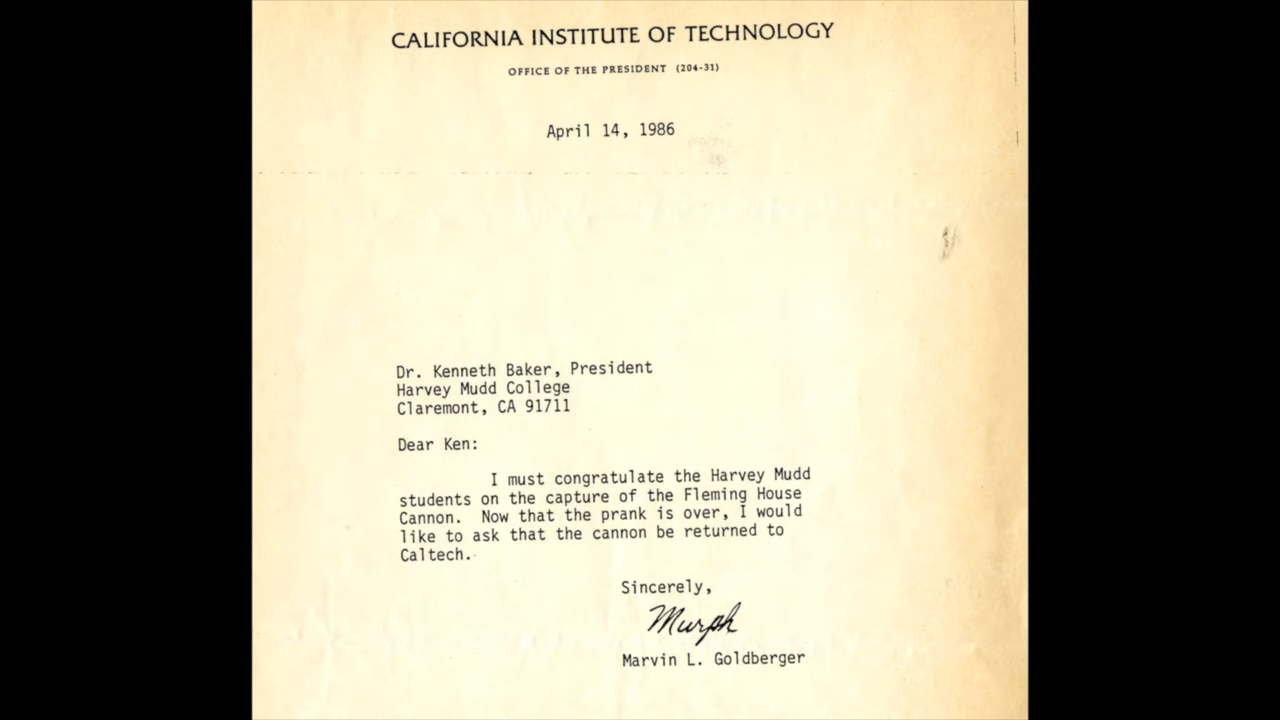 CALIFORNIA INSTITUTE OF TECHNOLOGY
OFFICE OF THE PRESIDENT (204-31)
April 14, 1986
Dr. Kenneth Baker, President
Harvey Mudd College
Claremont, CA 91711
Dear Ken:
I must congratulate the Harvey Mudd
students on the capture of the Fleming House
Cannon. Now that the prank is over, I would
like to ask that the cannon be returned to
Caltech.
Sincerely,
Murph
Marvin L. Goldberger